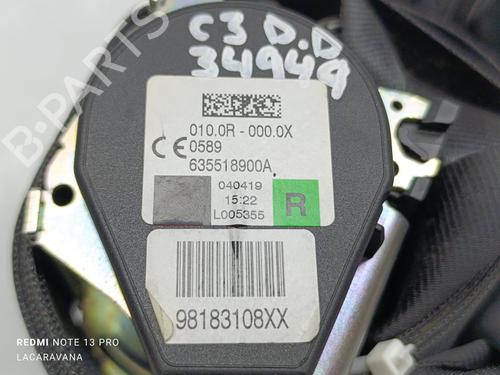 C3 D.D
34949
010.0R - 000.0X
CE 0589
635518900A
040419
15:22
L005355
R
98183108XX
B-PARTS
REDMI NOTE 13 PRO
LACARAVANA